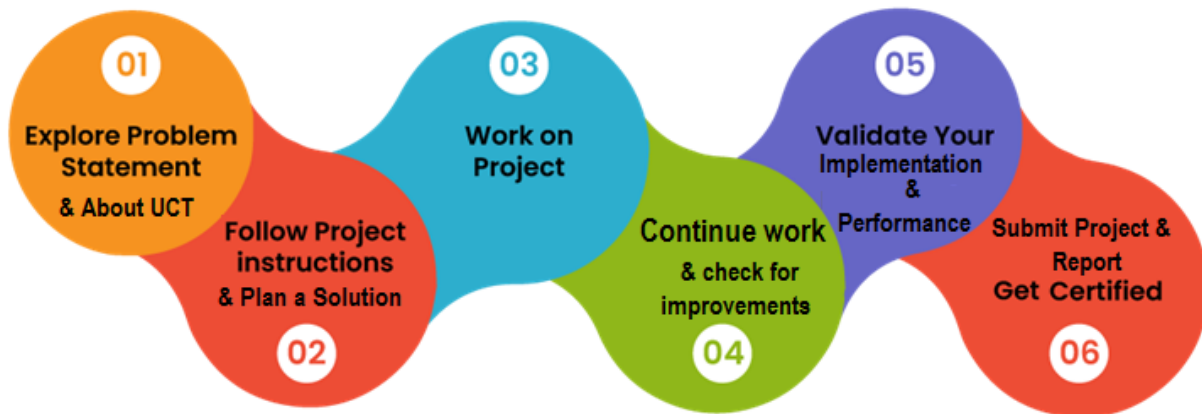 01
Explore Problem
Statement
& About UCT
Follow Project
instructions
& Plan a Solution
02
03
Work on
Project
Continue work
& check for
improvements
04
05
Validate Your
Implementation
&
Performance
Submit Project &
Report
Get Certified
06